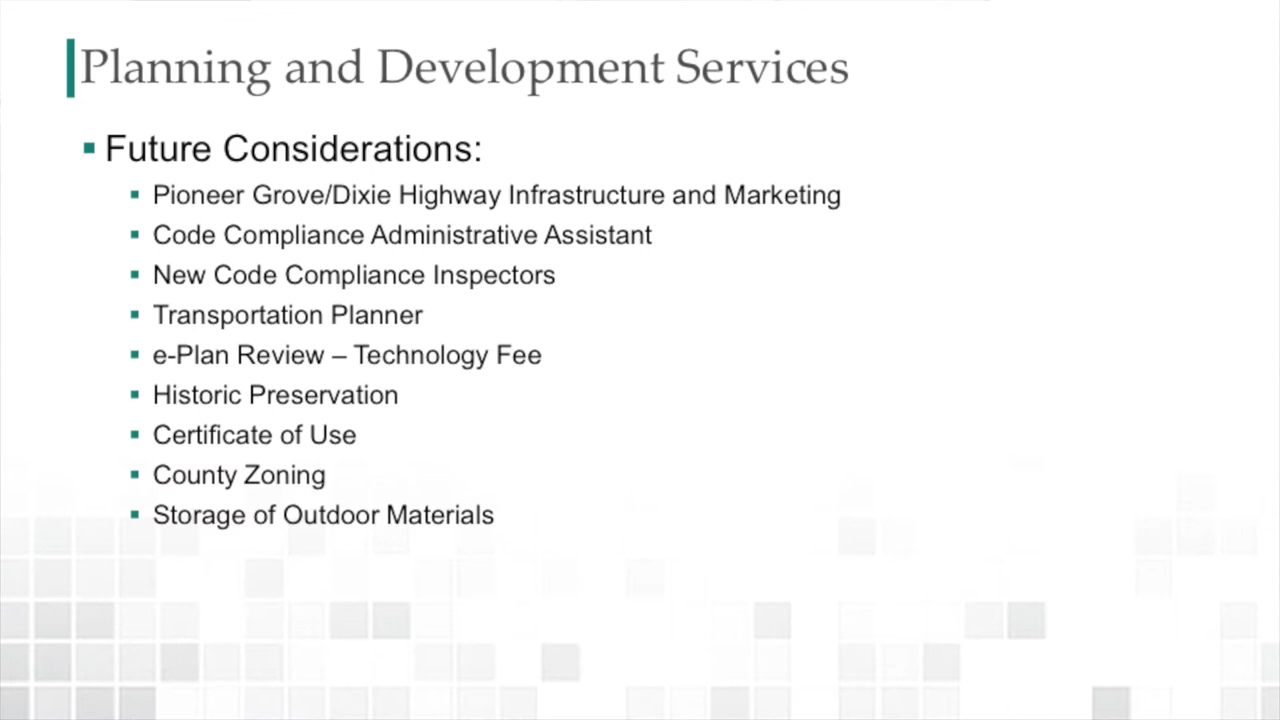 Planning and Development Services
Future Considerations:
Pioneer Grove/Dixie Highway Infrastructure and Marketing
Code Compliance Administrative Assistant
New Code Compliance Inspectors
Transportation Planner
e-Plan Review – Technology Fee
Historic Preservation
Certificate of Use
County Zoning
Storage of Outdoor Materials